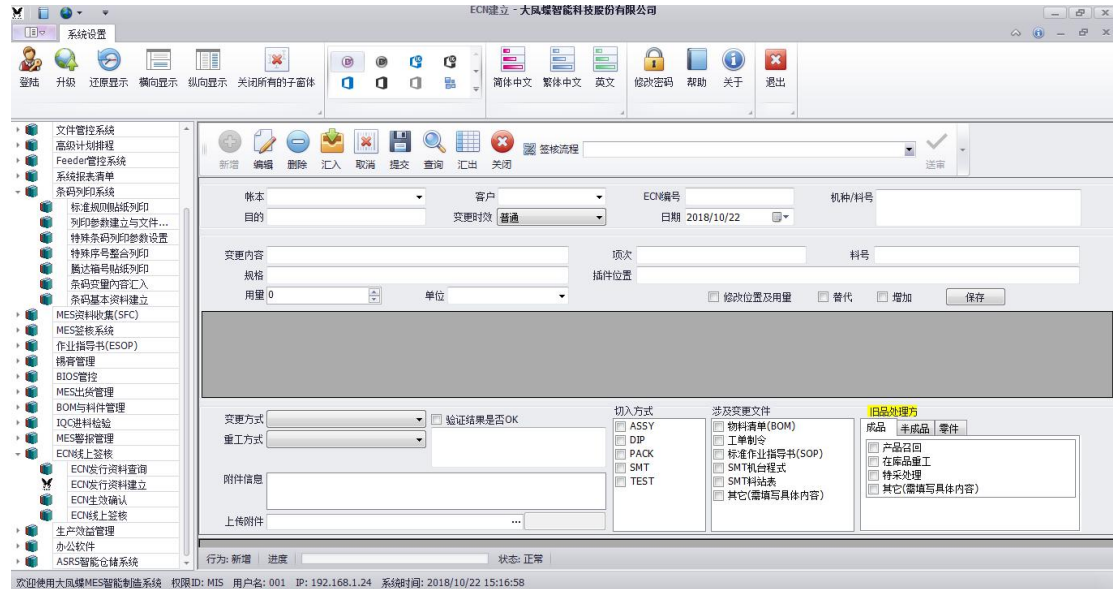 ECN建立 - 大凤蝶智能科技股份有限公司
系统设置
登陆 升级 还原显示 横向显示 纵向显示 关闭所有的子窗体 简体中文 繁体中文 英文 修改密码 帮助 关于 退出
文件管控系统
高级计划排程
Feeder管控系统
系统报表清单
条码列印系统
标准规则贴纸列印
列印参数建立与文件...
特殊条码列印参数设置
特殊序号整合列印
腾达箱号贴纸列印
条码变量内容汇入
条码基本资料建立
MES资料收集(SFC)
MES签核系统
作业指导书(ESOP)
锡膏管理
BIOS管控
MES出货管理
BOM与料件管理
IQC进料检验
MES警报管理
ECN线上签核
ECN发行资料查询
ECN发行资料建立
ECN生效确认
ECN线上签核
生产效益管理
办公软件
ASRS智能仓储系统
新增 编辑 删除 汇入 取消 提交 查询 汇出 关闭 签核流程 送审
帐本 客户 ECN编号 机种/料号
目的 变更时效 普通 日期 2018/10/22
变更内容 项次 料号
规格 插件位置
用量 0 单位 修改位置及用量 替代 增加 保存
变更方式 验证结果是否OK
重工方式
附件信息
上传附件 ...
切入方式
ASSY
DIP
PACK
SMT
TEST
涉及变更文件
物料清单(BOM)
工单制令
标准作业指导书(SOP)
SMT机台程式
SMT料站表
其它(需填写具体内容)
旧品处理方
成品 半成品 零件
产品召回
在库品重工
特采处理
其它(需填写具体内容)
行为: 新增 进度 状态: 正常
欢迎使用大凤蝶MES智能制造系统 权限ID: MIS 用户名: 001 IP: 192.168.1.24 系统时间: 2018/10/22 15:16:58